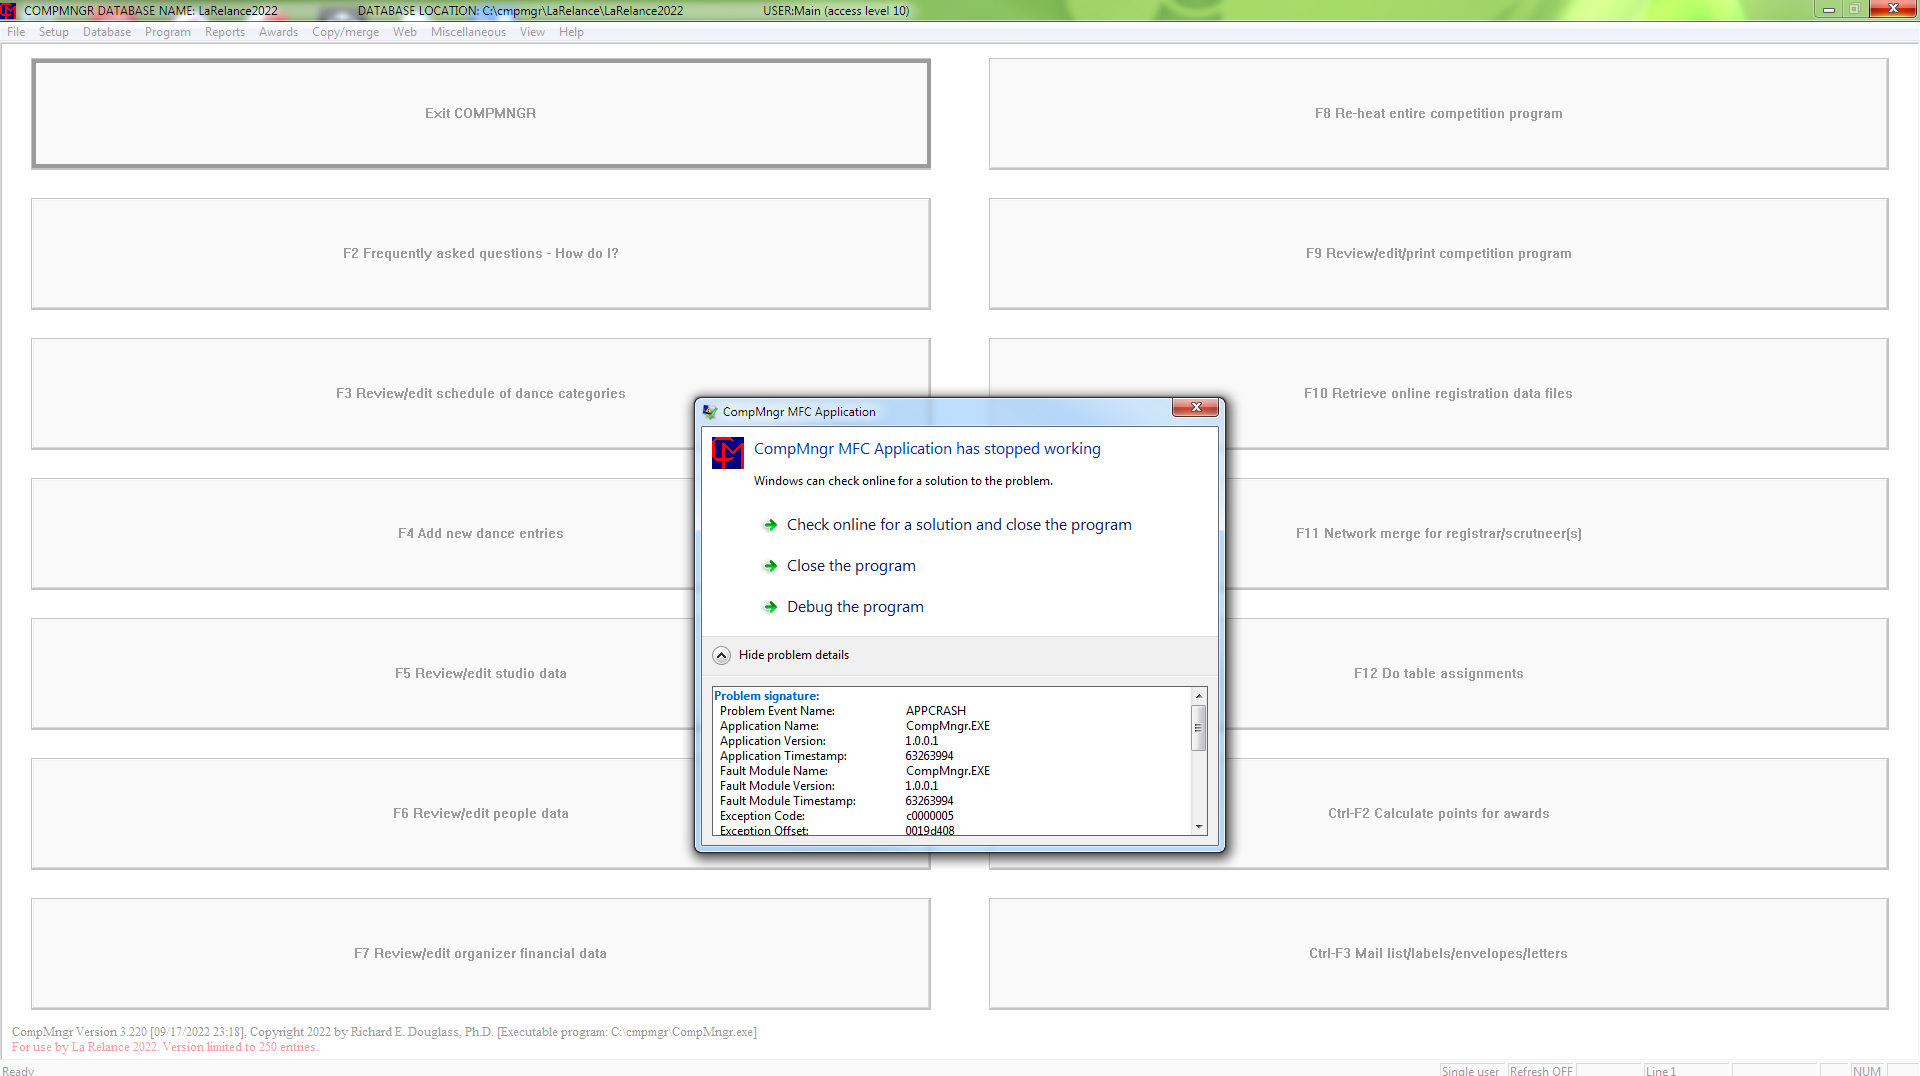 COMPMNGR DATABASE NAME: LaRelance2022 DATABASE LOCATION: C:\cmpmgr\LaRelance\LaRelance2022 USER:Main (access level 10)
File Setup Database Program Reports Awards Copy/merge Web Miscellaneous View Help
Exit COMPMNGR
F8 Re-heat entire competition program
F2 Frequently asked questions - How do I?
F9 Review/edit/print competition program
F3 Review/edit schedule of dance categories
F10 Retrieve online registration data files
F4 Add new dance entries
F11 Network merge for registrar/scrutneer(s)
F5 Review/edit studio data
F12 Do table assignments
F6 Review/edit people data
Ctrl-F2 Calculate points for awards
F7 Review/edit organizer financial data
Ctrl-F3 Mail list/labels/envelopes/letters
CompMngr MFC Application
CompMngr MFC Application has stopped working
Windows can check online for a solution to the problem.
Check online for a solution and close the program
Close the program
Debug the program
Hide problem details
Problem signature:
Problem Event Name: APPCRASH
Application Name: CompMngr.EXE
Application Version: 1.0.0.1
Application Timestamp: 63263994
Fault Module Name: CompMngr.EXE
Fault Module Version: 1.0.0.1
Fault Module Timestamp: 63263994
Exception Code: c0000005
Exception Offset: 0019d408
CompMngr Version 3.220 [09/17/2022 23:18], Copyright 2022 by Richard E. Douglass, Ph.D. [Executable program: C:\cmpmgr\CompMngr.exe]
For use by La Relance 2022. Version limited to 250 entries.
Ready Single user Refresh OFF Line 1 NUM